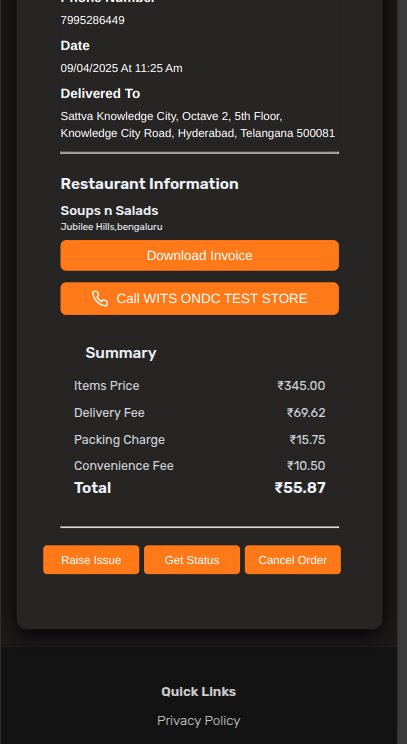 Phone Number
7995286449
Date
09/04/2025 At 11:25 Am
Delivered To
Sattva Knowledge City, Octave 2, 5th Floor,
Knowledge City Road, Hyderabad, Telangana 500081
Restaurant Information
Soups n Salads
Jubilee Hills,bengaluru
Download Invoice
Call WITS ONDC TEST STORE
Summary
Items Price ₹345.00
Delivery Fee ₹69.62
Packing Charge ₹15.75
Convenience Fee ₹10.50
Total ₹55.87
Raise Issue Get Status Cancel Order
Quick Links
Privacy Policy